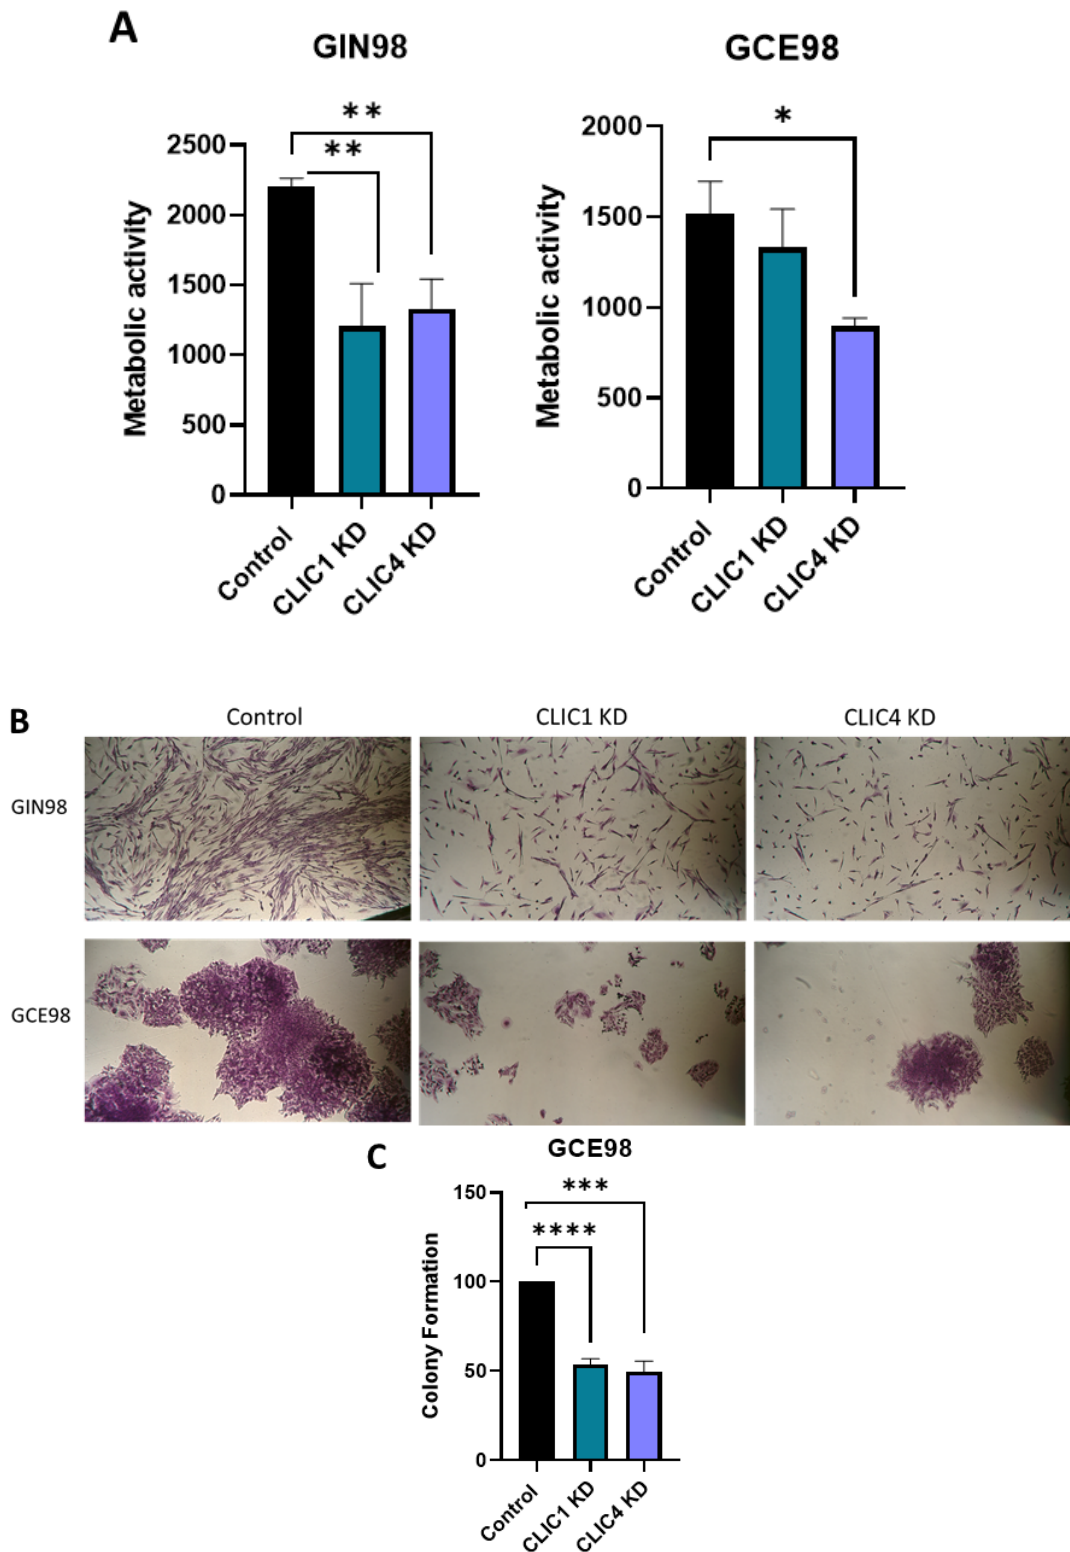 A
GIN98
GCE98
**
**
*
Metabolic activity
2500
2000
1500
1000
500
0
Control
CLIC1 KD
CLIC4 KD
Metabolic activity
2000
1500
1000
500
0
Control
CLIC1 KD
CLIC4 KD
B
Control
CLIC1 KD
CLIC4 KD
GIN98
GCE98
C
GCE98
***
****
Colony Formation
150
100
50
0
Control
CLIC1 KD
CLIC4 KD